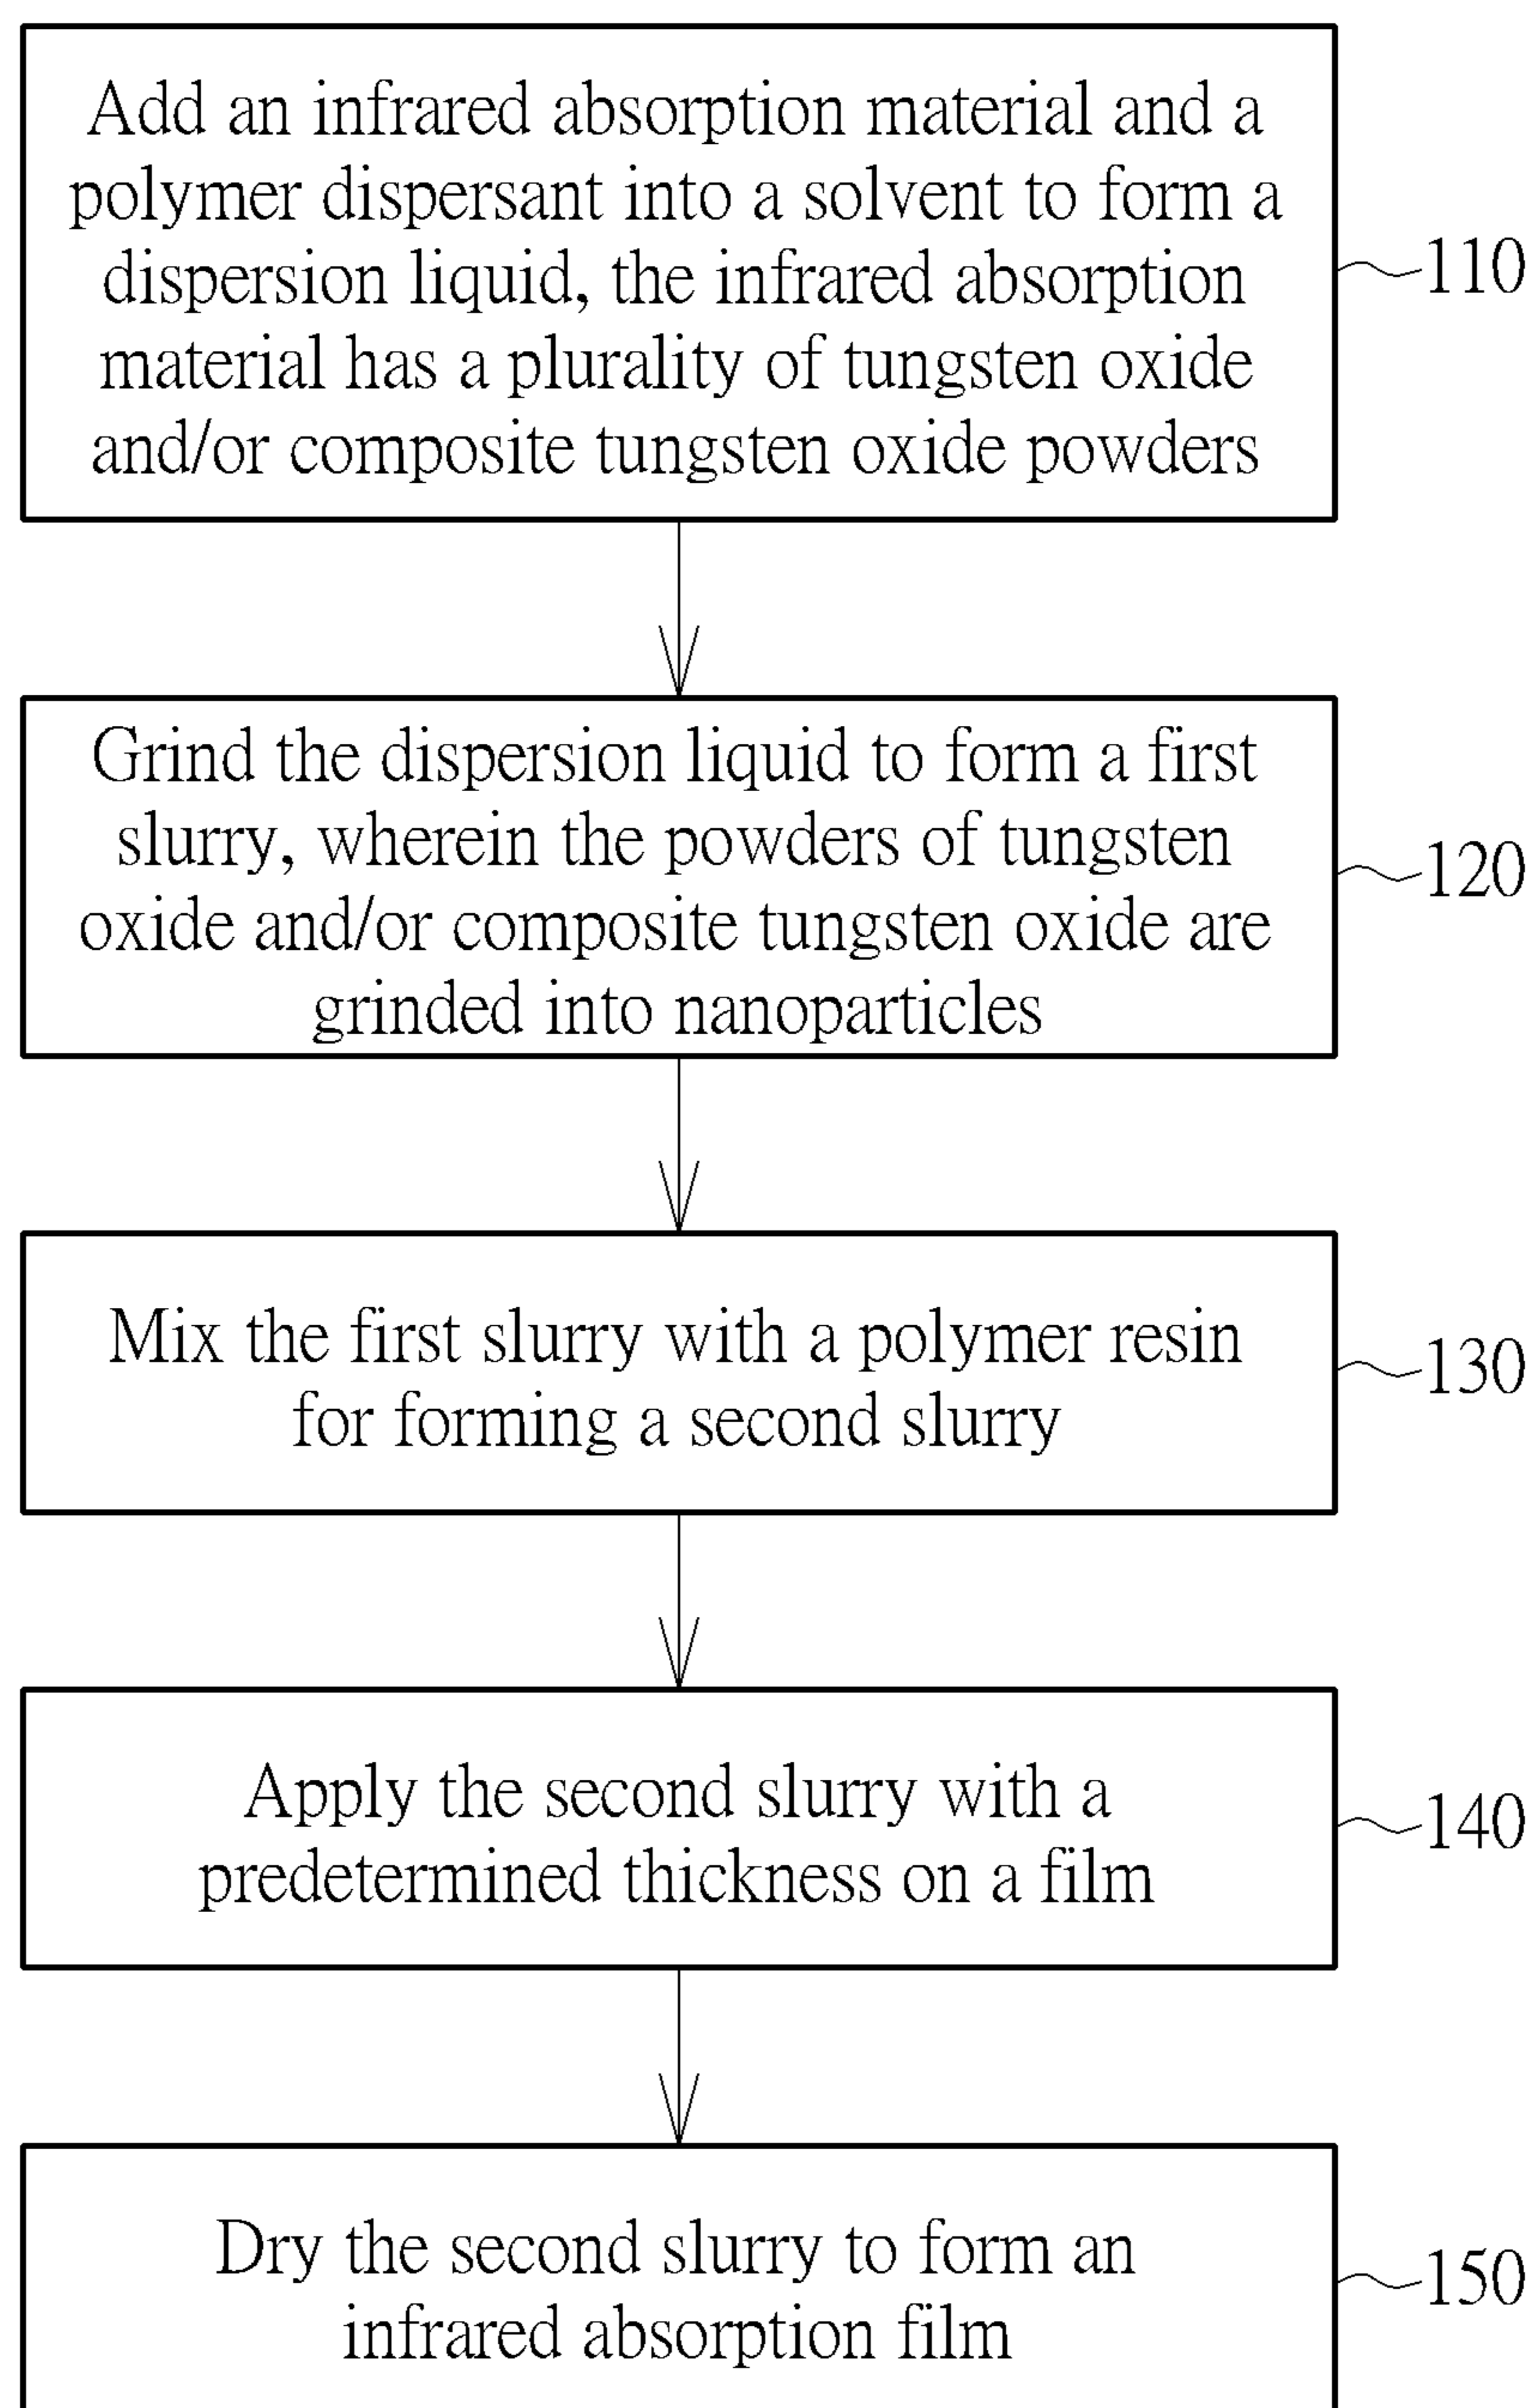 Add an infrared absorption material and a
polymer dispersant into a solvent to form a
dispersion liquid, the infrared absorption
material has a plurality of tungsten oxide
and/or composite tungsten oxide powders
110
Grind the dispersion liquid to form a first
slurry, wherein the powders of tungsten
oxide and/or composite tungsten oxide are
grinded into nanoparticles
120
Mix the first slurry with a polymer resin
for forming a second slurry
130
Apply the second slurry with a
predetermined thickness on a film
140
Dry the second slurry to form an
infrared absorption film
150